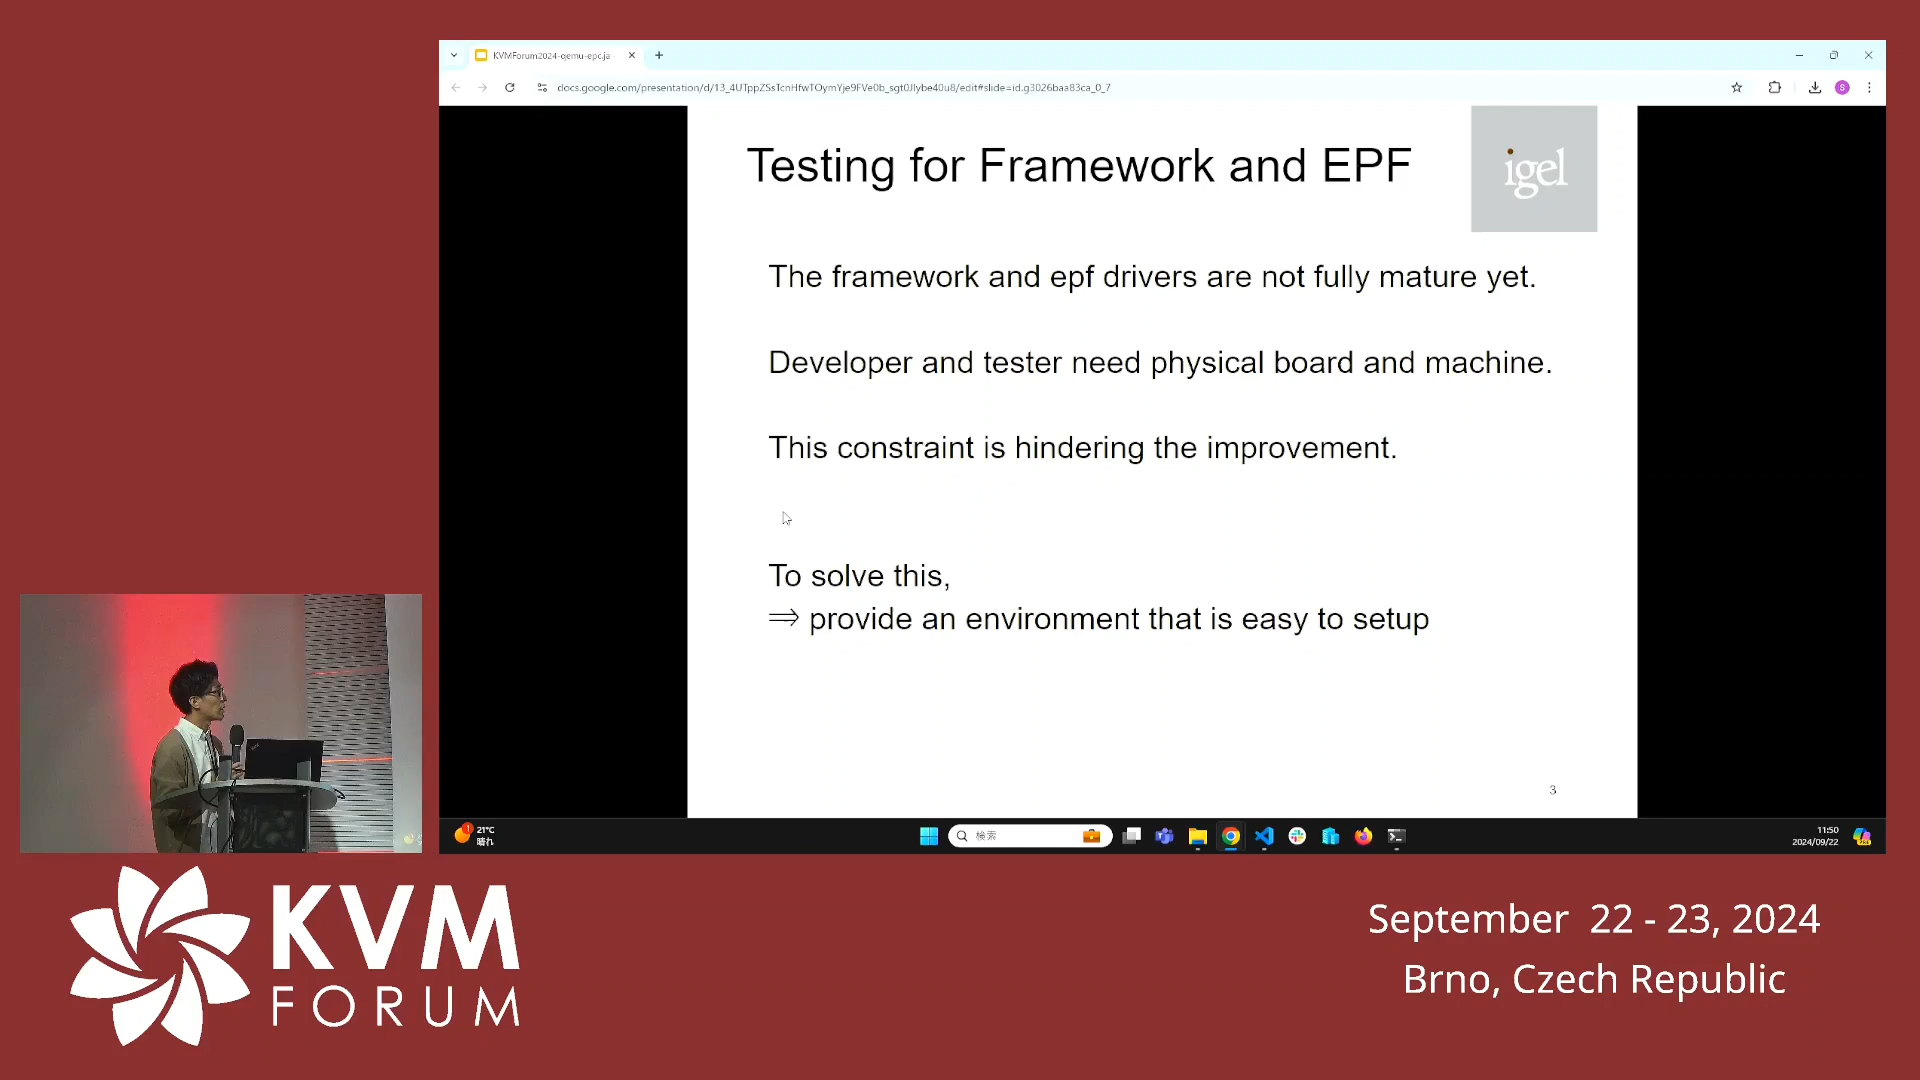 KVMForum2024-qemu-epc.ja
docs.google.com/presentation/d/13_4UTppZSsTcnHfwTOymYje9FVe0b_sgt0JIybe40u8/edit#slide=id.g3026baa83ca_0_7
S
Testing for Framework and EPF
igel
The framework and epf drivers are not fully mature yet.
Developer and tester need physical board and machine.
This constraint is hindering the improvement.
To solve this,
⇒ provide an environment that is easy to setup
3
1
21°C
晴れ
検索
11:50
2024/09/22
KVM
FORUM
September 22 - 23, 2024
Brno, Czech Republic